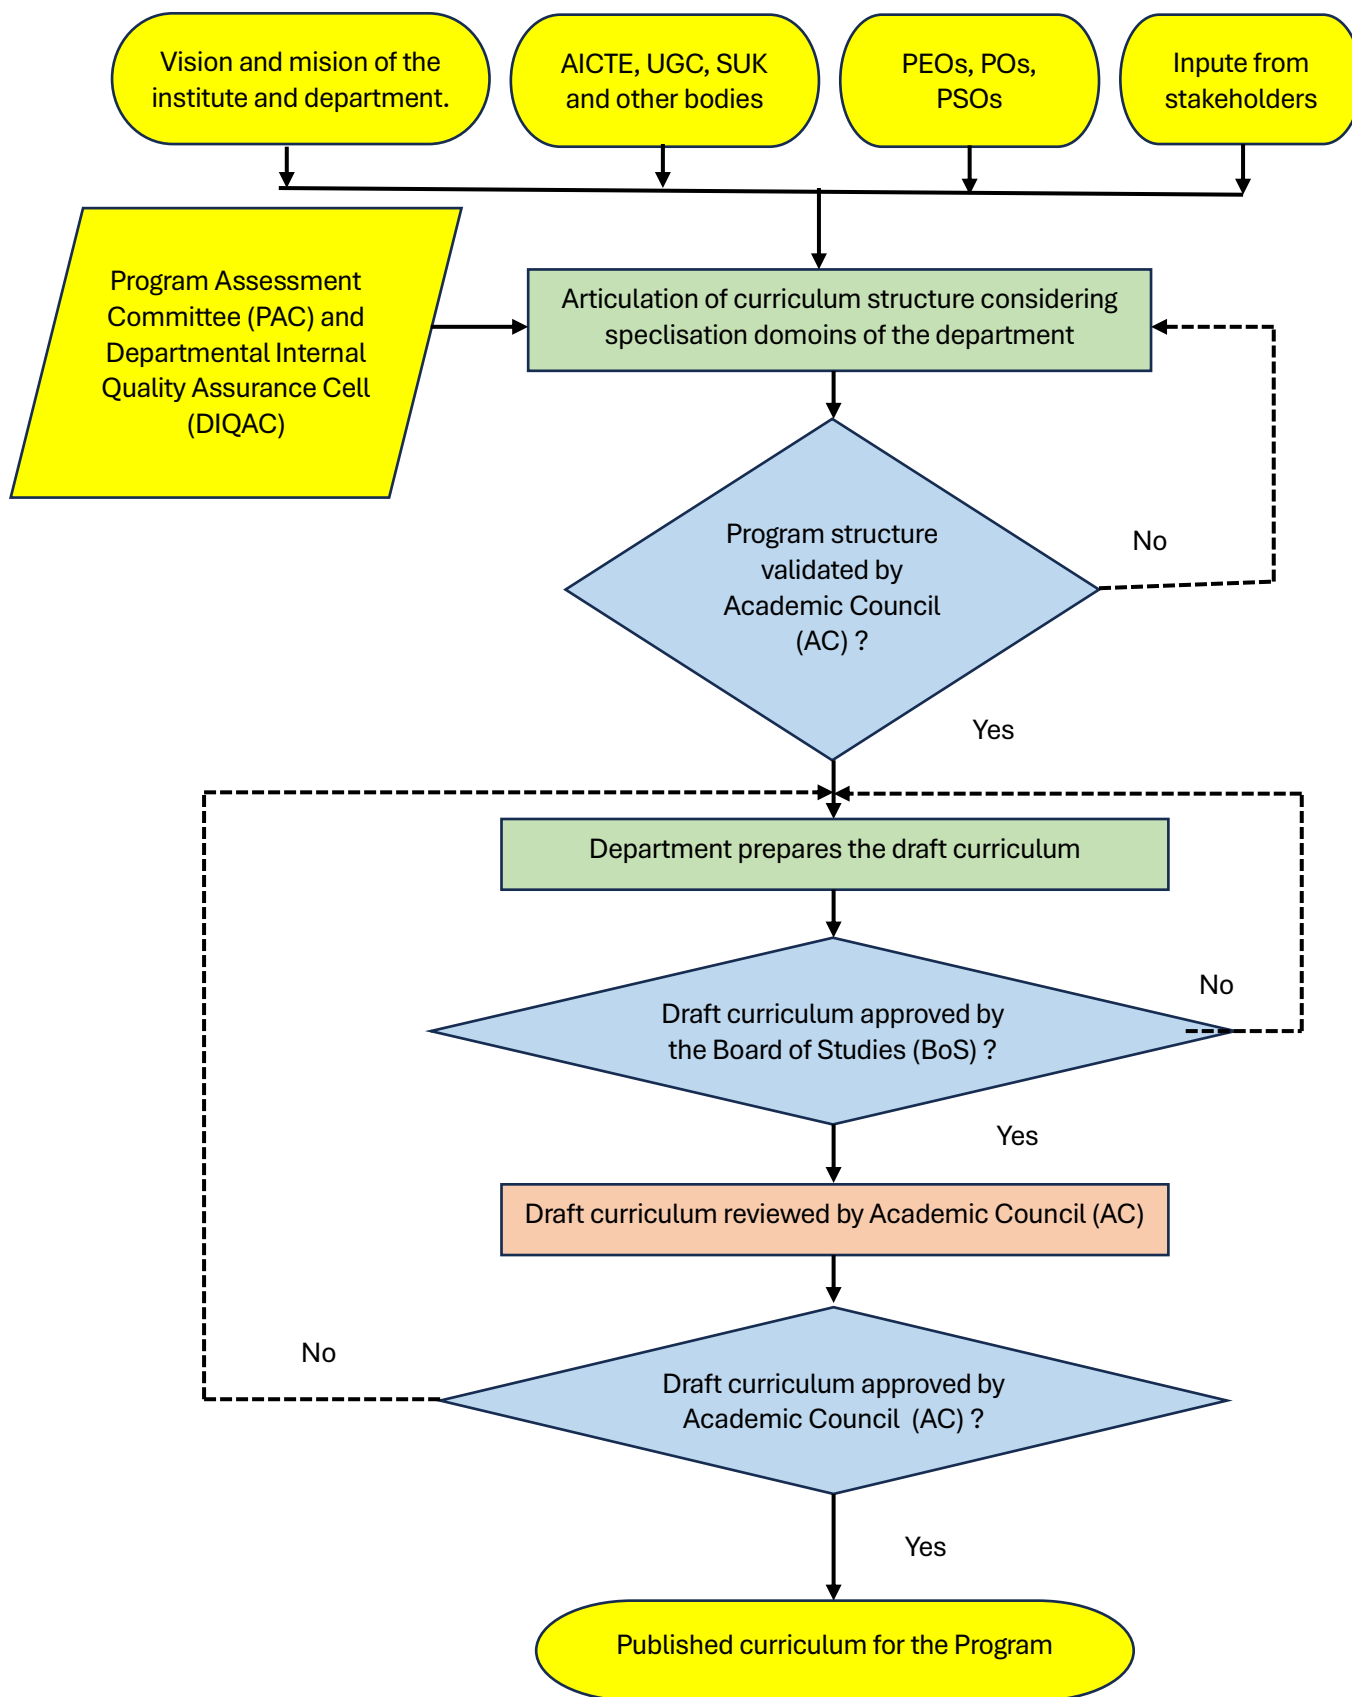 Vision and mision of the
institute and department.
AICTE, UGC, SUK
and other bodies
PEOs, POs,
PSOs
Inpute from
stakeholders
Program Assessment
Committee (PAC) and
Departmental Internal
Quality Assurance Cell
(DIQAC)
Articulation of curriculum structure considering
speclisation domoins of the department
Program structure
validated by
Academic Council
(AC) ?
No
Yes
Department prepares the draft curriculum
Draft curriculum approved by
the Board of Studies (BoS) ?
No
Yes
Draft curriculum reviewed by Academic Council (AC)
Draft curriculum approved by
Academic Council  (AC) ?
No
Yes
Published curriculum for the Program